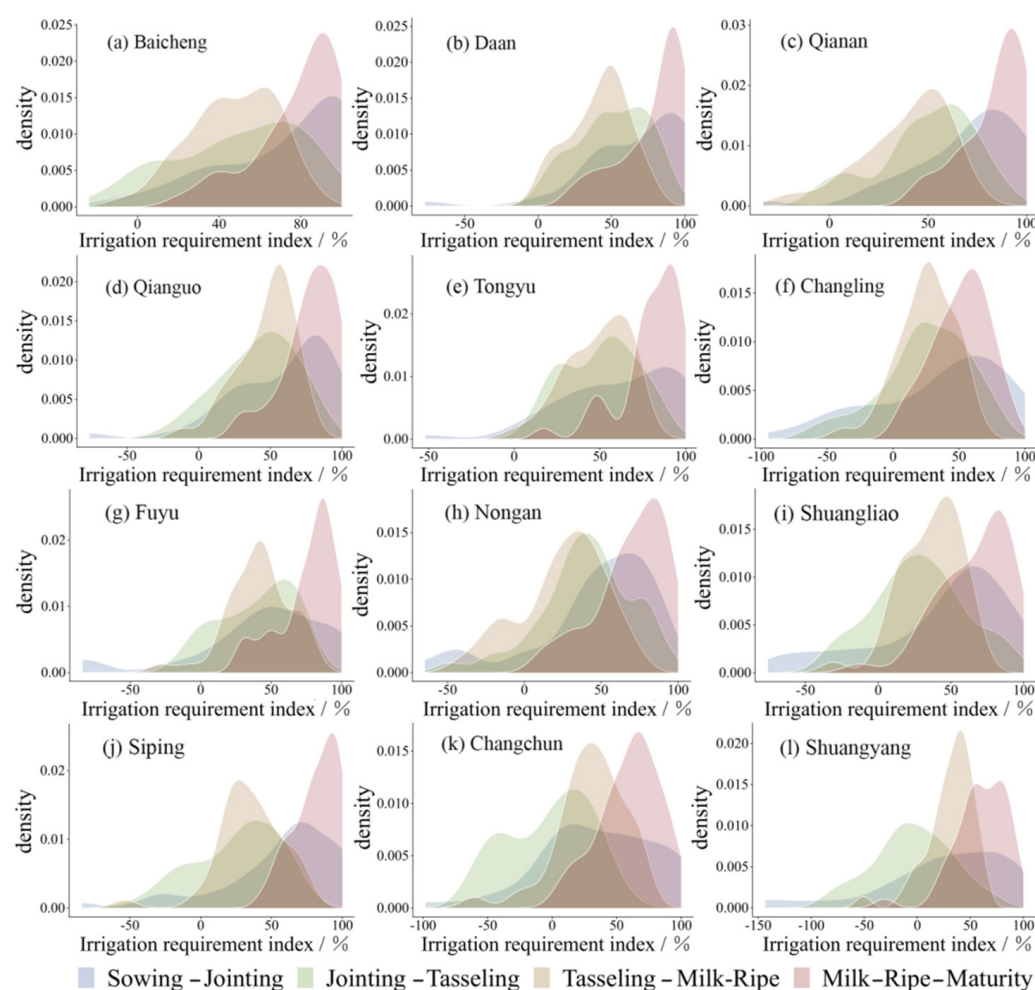 (a) Baicheng
density
0.025
0.020
0.015
0.010
0.005
0.000
0 40 80
Irrigation requirement index / %
(b) Daan
density
0.025
0.020
0.015
0.010
0.005
0.000
-50 0 50 100
Irrigation requirement index / %
(c) Qianan
density
0.03
0.02
0.01
0.00
0 50 100
Irrigation requirement index / %
(d) Qianguo
density
0.020
0.015
0.010
0.005
0.000
-50 0 50 100
Irrigation requirement index / %
(e) Tongyu
density
0.02
0.01
0.00
-50 0 50 100
Irrigation requirement index / %
(f) Changling
density
0.015
0.010
0.005
0.000
-100 -50 0 50 100
Irrigation requirement index / %
(g) Fuyu
density
0.02
0.01
0.00
-50 0 50 100
Irrigation requirement index / %
(h) Nongan
density
0.015
0.010
0.005
0.000
-50 0 50 100
Irrigation requirement index / %
(i) Shuangliao
density
0.015
0.010
0.005
0.000
-50 0 50 100
Irrigation requirement index / %
(j) Siping
density
0.02
0.01
0.00
-50 0 50 100
Irrigation requirement index / %
(k) Changchun
density
0.015
0.010
0.005
0.000
-100 -50 0 50 100
Irrigation requirement index / %
(l) Shuangyang
density
0.020
0.015
0.010
0.005
0.000
-100 -50 0 50 100
Irrigation requirement index / %
Sowing–Jointing Jointing–Tasseling Tasseling–Milk-Ripe Milk–Ripe–Maturity